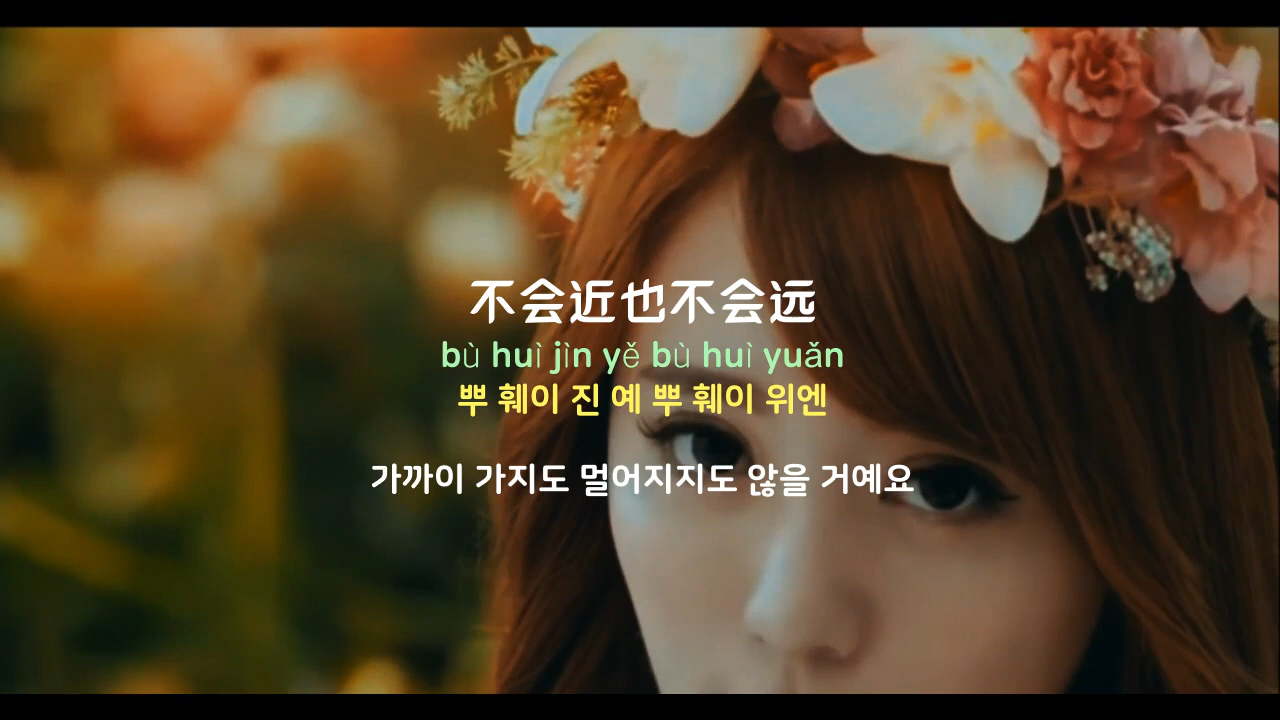 不会近也不会远
bù huì jìn yě bù huì yuǎn
뿌 훼이 진 예 뿌 훼이 위엔
가까이 가지도 멀어지지도 않을 거예요